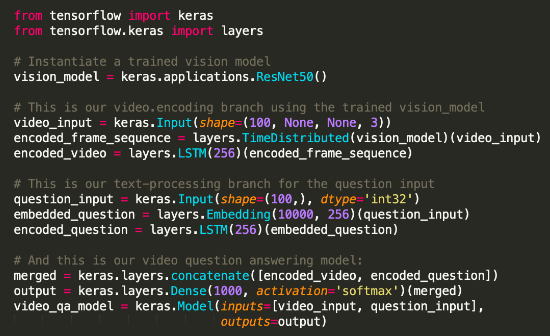 from tensorflow import keras
from tensorflow.keras import layers
# Instantiate a trained vision model
vision_model = keras.applications.ResNet50()
# This is our video.encoding branch using the trained vision_model
video_input = keras.Input(shape=(100, None, None, 3))
encoded_frame_sequence = layers.TimeDistributed(vision_model)(video_input)
encoded_video = layers.LSTM(256)(encoded_frame_sequence)
# This is our text-processing branch for the question input
question_input = keras.Input(shape=(100,), dtype='int32')
embedded_question = layers.Embedding(10000, 256)(question_input)
encoded_question = layers.LSTM(256)(embedded_question)
# And this is our video question answering model:
merged = keras.layers.concatenate([encoded_video, encoded_question])
output = keras.layers.Dense(1000, activation='softmax')(merged)
video_qa_model = keras.Model(inputs=[video_input, question_input],
outputs=output)